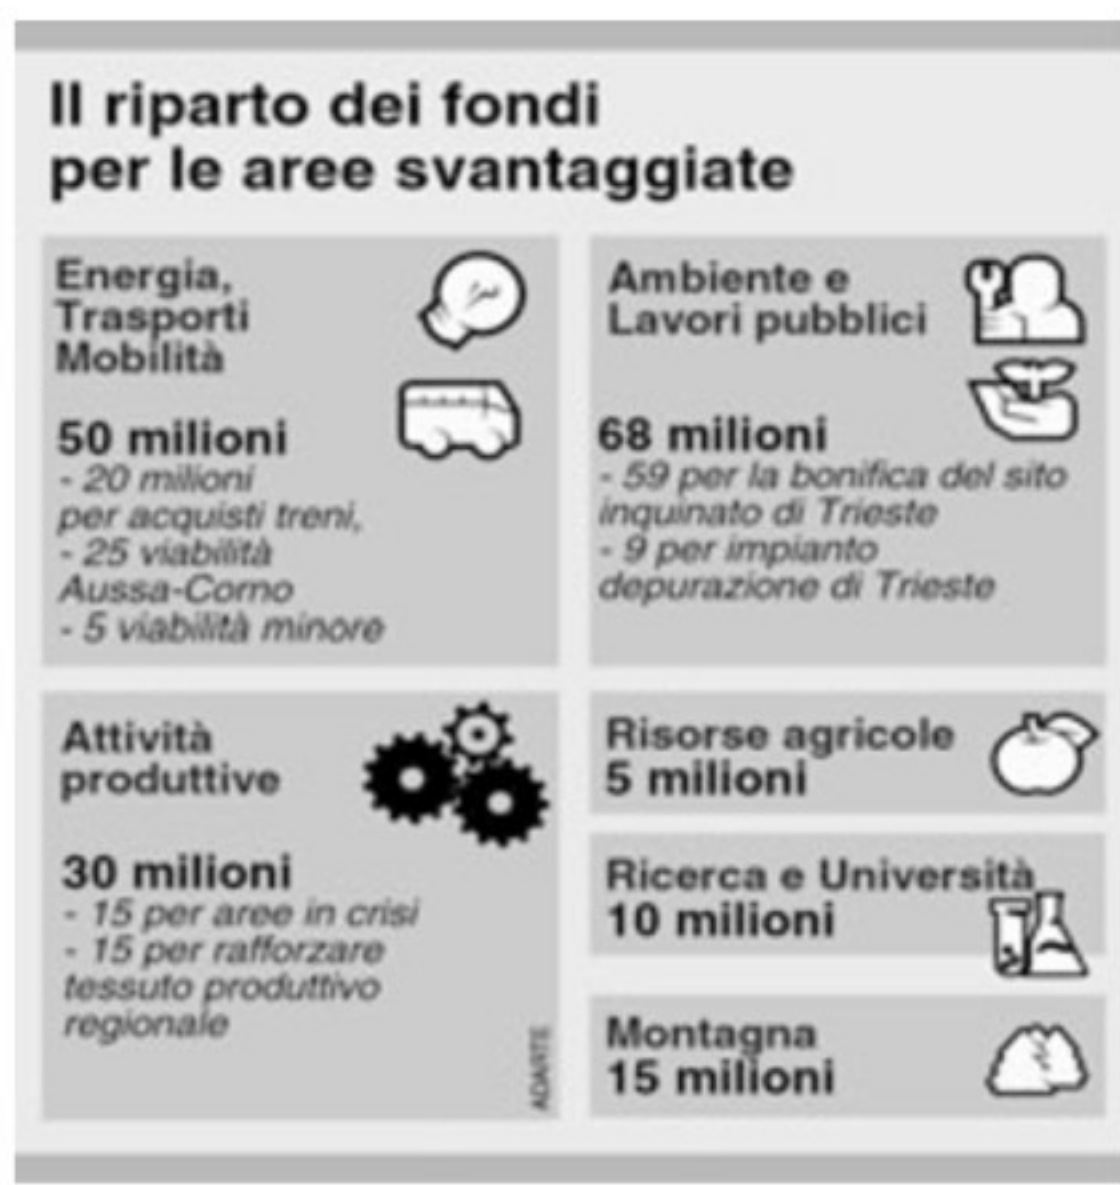 Il riparto dei fondi
per le aree svantaggiate
Energia,
Trasporti
Mobilità
50 milioni
- 20 milioni
per acquisti treni,
- 25 viabilità
Aussa-Corno
- 5 viabilità minore
Ambiente e
Lavori pubblici
68 milioni
- 59 per la bonifica del sito
inquinato di Trieste
- 9 per impianto
depurazione di Trieste
Attività
produttive
30 milioni
- 15 per aree in crisi
- 15 per rafforzare
tessuto produttivo
regionale
ADARTE
Risorse agricole
5 milioni
Ricerca e Università
10 milioni
Montagna
15 milioni